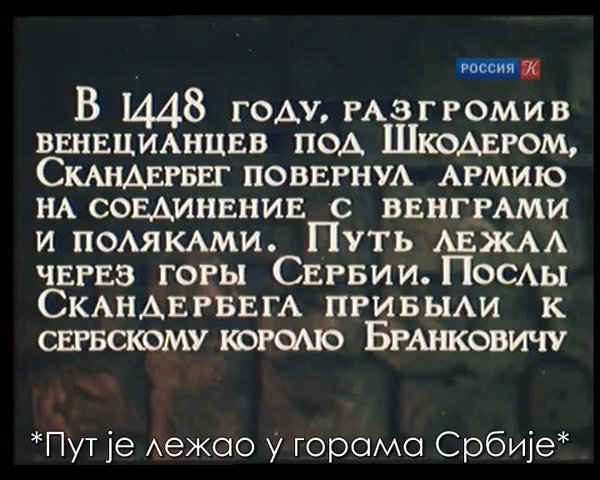 РОССИЯ К
В 1448 ГОДУ, РАЗГРОМИВ
ВЕНЕЦИАНЦЕВ ПОД ШКОДЕРОМ,
СКАНДЕРБЕГ ПОВЕРНУЛ АРМИЮ
НА СОЕДИНЕНИЕ С ВЕНГРАМИ
И ПОЛЯКАМИ. ПУТЬ ЛЕЖАЛ
ЧЕРЕЗ ГОРЫ СЕРБИИ. ПОСЛЫ
СКАНДЕРБЕГА ПРИБЫЛИ К
СЕРБСКОМУ КОРОЛЮ БРАНКОВИЧУ
*Пут је лежао у горама Србије*